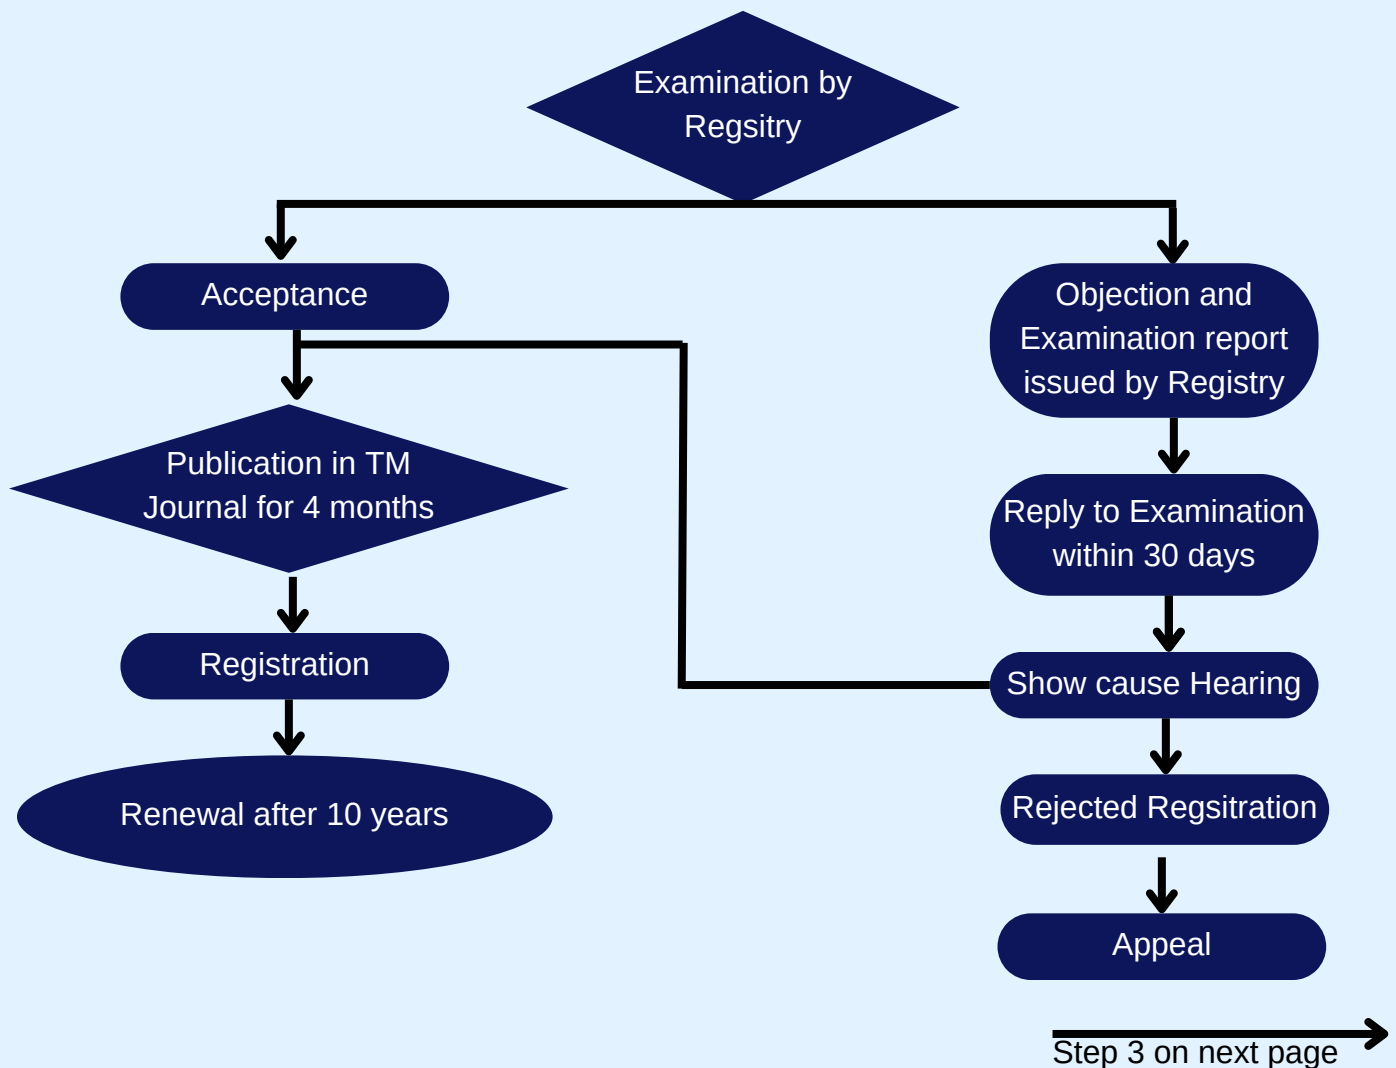 Examination by
Regsitry
Acceptance
Objection and
Examination report
issued by Registry
Publication in TM
Journal for 4 months
Reply to Examination
within 30 days
Registration
Show cause Hearing
Renewal after 10 years
Rejected Regsitration
Appeal
Step 3 on next page